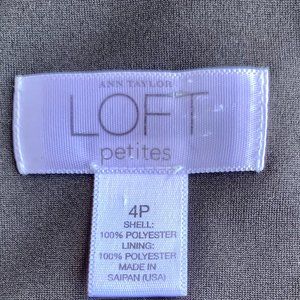 ANN TAYLOR
LOFT
petites
4P
SHELL:
100% POLYESTER
LINING:
100% POLYESTER
MADE IN
SAIPAN (USA)